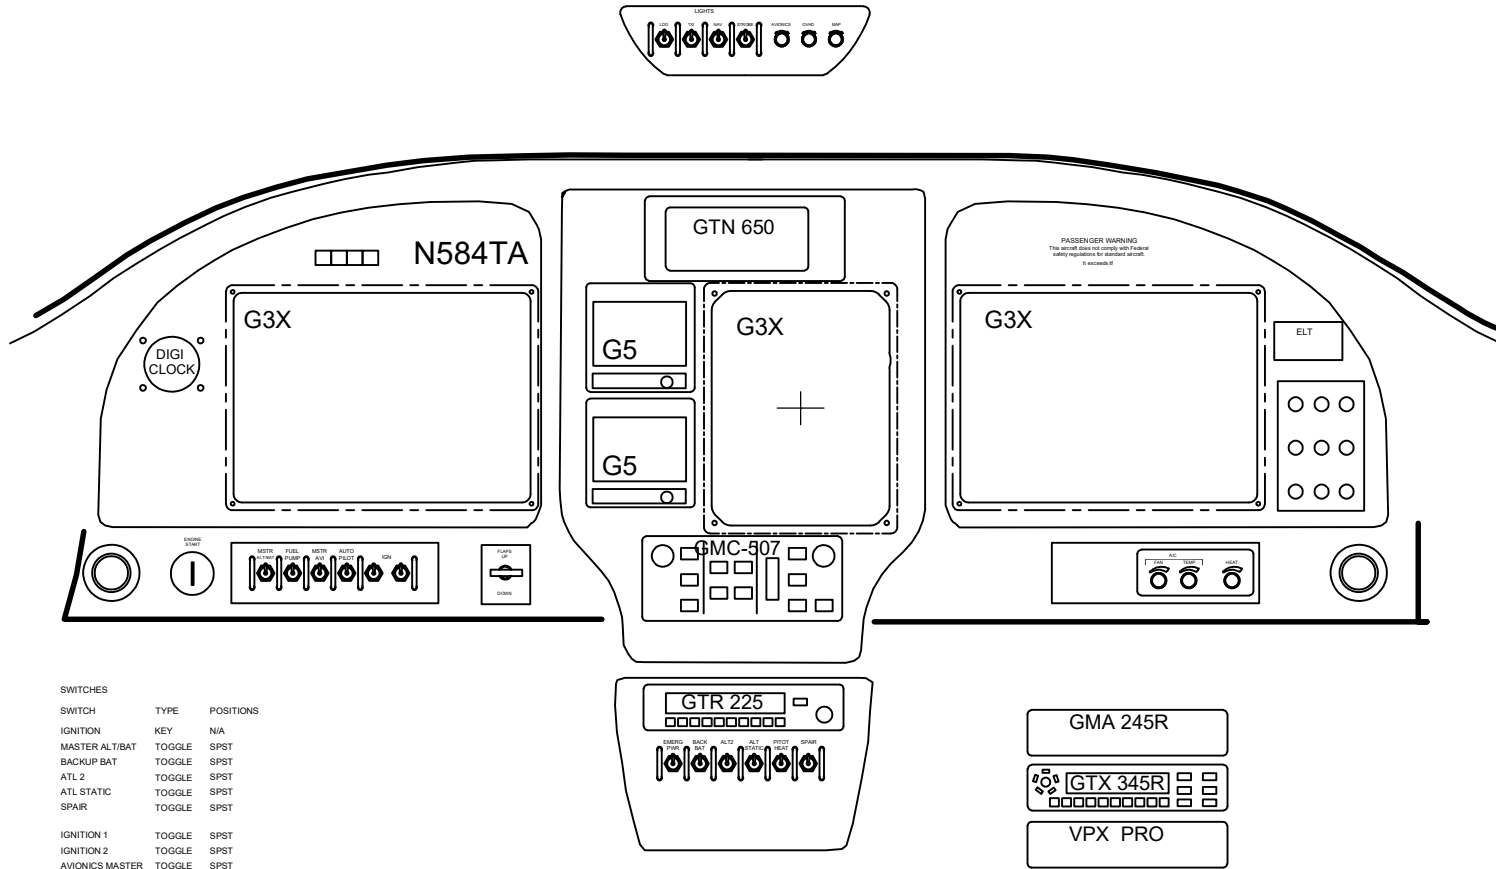 LIGHTS
LDG TXI NAV STROBE AVIONICS OVHD MAP
GTN 650
N584TA
PASSENGER WARNING
This aircraft does not comply with Federal
safety regulations for standard aircraft.
It exceeds it!
G3X
G5
G3X
G3X
ELT
DIGI
CLOCK
G5
GMC-507
ENGINE
START
MSTR
ALT/BAT
FUEL
PUMP
MSTR
AVI
AUTO
PILOT
IGN
FLAPS
UP
DOWN
A/C
FAN TEMP HEAT
SWITCHES
SWITCH TYPE POSITIONS
IGNITION KEY N/A
MASTER ALT/BAT TOGGLE SPST
BACKUP BAT TOGGLE SPST
ATL 2 TOGGLE SPST
ATL STATIC TOGGLE SPST
SPAIR TOGGLE SPST
IGNITION 1 TOGGLE SPST
IGNITION 2 TOGGLE SPST
AVIONICS MASTER TOGGLE SPST
GTR 225
EMERG
PWR
BACK
BAT
ALT2
ALT
STATIC
PITOT
HEAT
SPAIR
GMA 245R
GTX 345R
VPX PRO